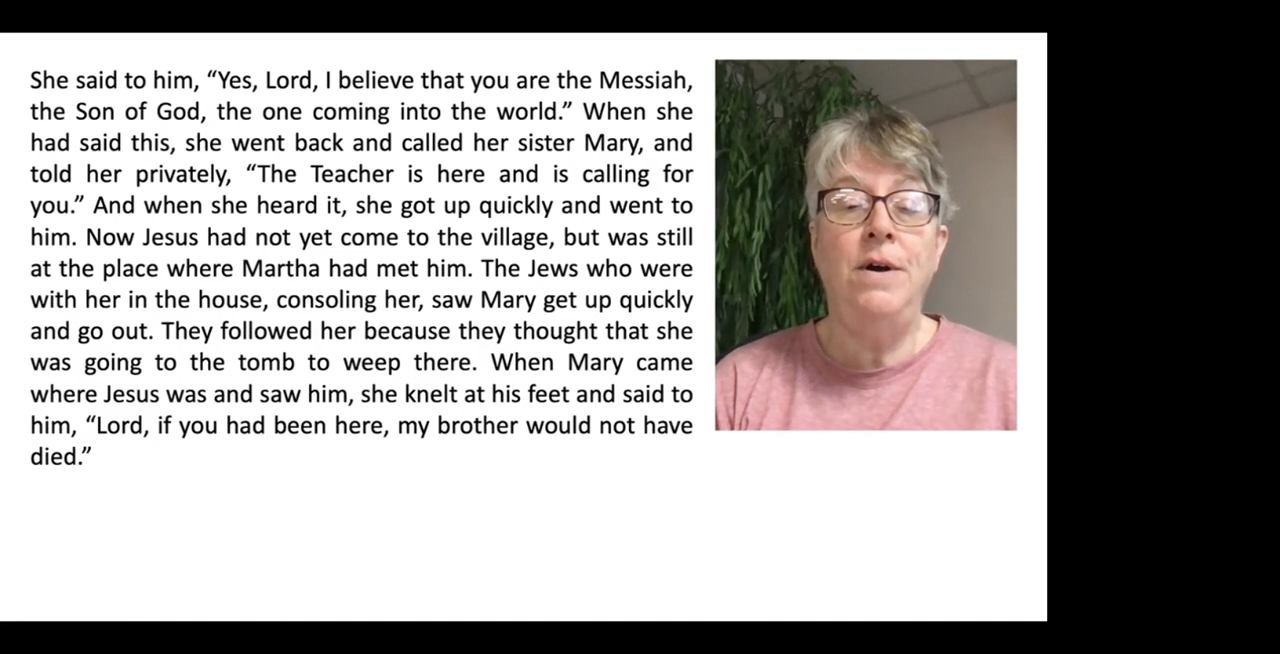 She said to him, “Yes, Lord, I believe that you are the Messiah,
the Son of God, the one coming into the world.” When she
had said this, she went back and called her sister Mary, and
told her privately, “The Teacher is here and is calling for
you.” And when she heard it, she got up quickly and went to
him. Now Jesus had not yet come to the village, but was still
at the place where Martha had met him. The Jews who were
with her in the house, consoling her, saw Mary get up quickly
and go out. They followed her because they thought that she
was going to the tomb to weep there. When Mary came
where Jesus was and saw him, she knelt at his feet and said to
him, “Lord, if you had been here, my brother would not have
died.”